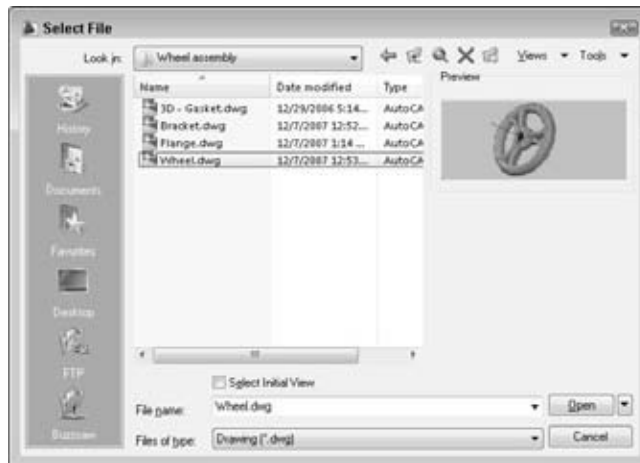 Select File
Look in: Wheel assembly Views Tools
Name Date modified Type Preview
3D - Gasket.dwg 12/29/2006 5:14... AutoCA
Bracket.dwg 12/7/2007 12:52... AutoCA
Flange.dwg 12/7/2007 1:14 ... AutoCA
Wheel.dwg 12/7/2007 12:53... AutoCA
History
Documents
Favorites
Desktop
FTP
Buzzsaw
Select Initial View
File name: Wheel.dwg Open
Files of type: Drawing (*.dwg) Cancel